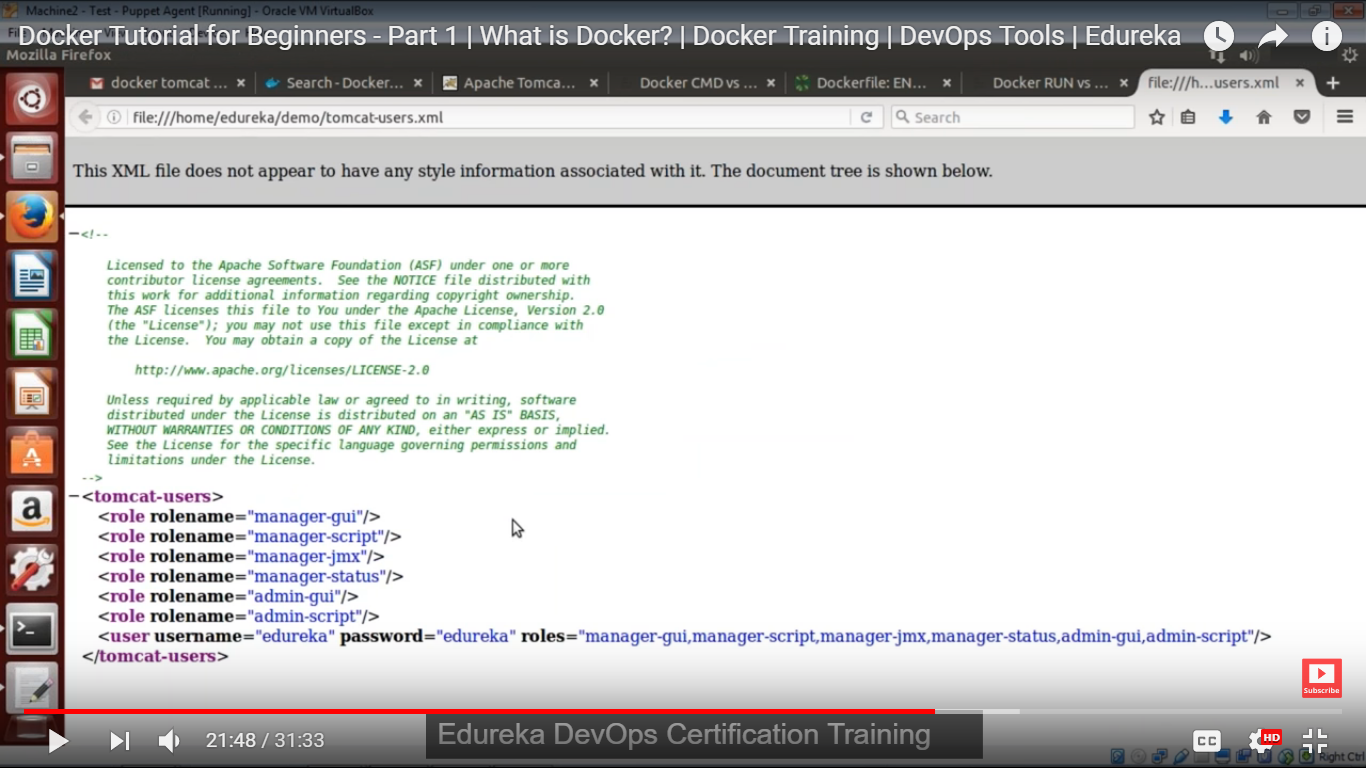 Machine2 - Test - Puppet Agent [Running] - Oracle VM VirtualBox
Docker Tutorial for Beginners - Part 1 | What is Docker? | Docker Training | DevOps Tools | Edureka
Mozilla Firefox
docker tomcat ... × Search - Docker... × Apache Tomca... × Docker CMD vs ... × Dockerfile: EN... × Docker RUN vs ... × file:///h...users.xml ×
file:///home/edureka/demo/tomcat-users.xml Search
This XML file does not appear to have any style information associated with it. The document tree is shown below.
−<!--
Licensed to the Apache Software Foundation (ASF) under one or more
contributor license agreements.  See the NOTICE file distributed with
this work for additional information regarding copyright ownership.
The ASF licenses this file to You under the Apache License, Version 2.0
(the "License"); you may not use this file except in compliance with
the License.  You may obtain a copy of the License at
http://www.apache.org/licenses/LICENSE-2.0
Unless required by applicable law or agreed to in writing, software
distributed under the License is distributed on an "AS IS" BASIS,
WITHOUT WARRANTIES OR CONDITIONS OF ANY KIND, either express or implied.
See the License for the specific language governing permissions and
limitations under the License.
-->
−<tomcat-users>
<role rolename="manager-gui"/>
<role rolename="manager-script"/>
<role rolename="manager-jmx"/>
<role rolename="manager-status"/>
<role rolename="admin-gui"/>
<role rolename="admin-script"/>
<user username="edureka" password="edureka" roles="manager-gui,manager-script,manager-jmx,manager-status,admin-gui,admin-script"/>
</tomcat-users>
Subscribe
21:48 / 31:33
Edureka DevOps Certification Training
CC HD
Right Ctrl